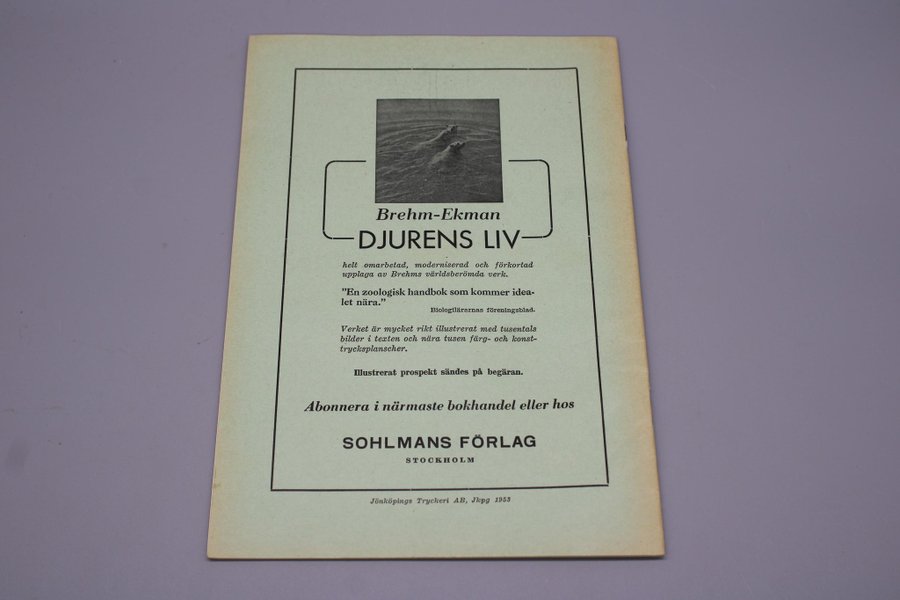 Brehm-Ekman
DJURENS LIV
helt omarbetad, moderniserad och förkortad
upplaga av Brehms världsberömda verk.
"En zoologisk handbok som kommer idea-
let nära."
Biologilärarnas föreningsblad.
Verket är mycket rikt illustrerat med tusentals
bilder i texten och nära tusen färg- och konst-
trycksplanscher.
Illustrerat prospekt sändes på begäran.
Abonnera i närmaste bokhandel eller hos
SOHLMANS FÖRLAG
STOCKHOLM
Jönköpings Tryckeri AB, Jkpg 1953